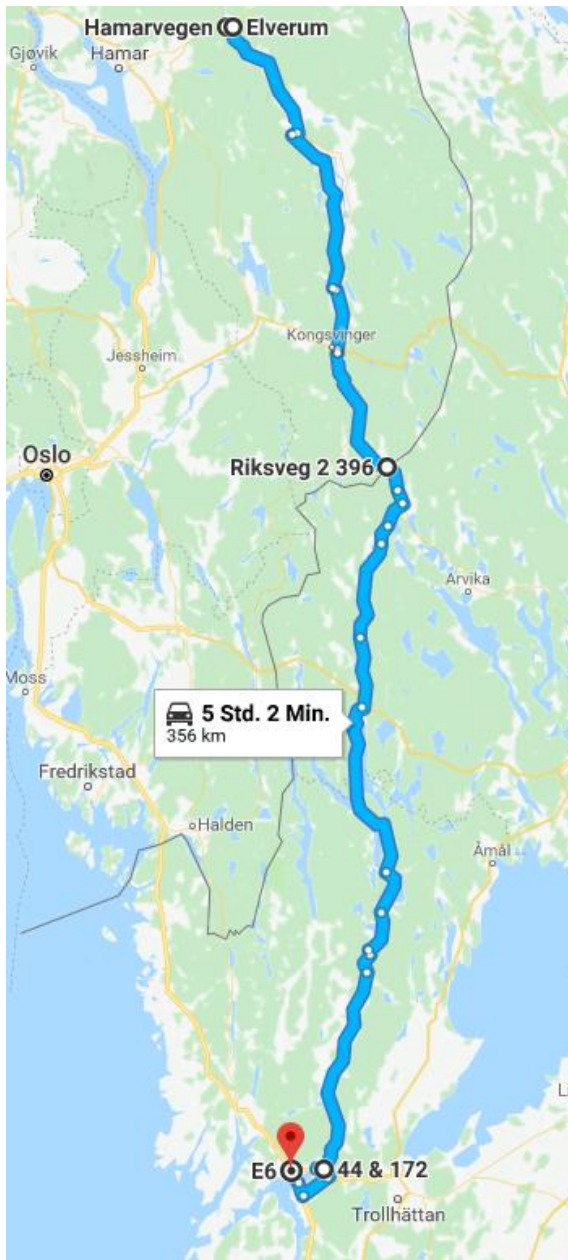 Hamarvegen
Elverum
Gjøvik
Hamar
Kongsvinger
Jessheim
Oslo
Riksveg 2 396
Arvika
Moss
5 Std. 2 Min.
356 km
Fredrikstad
Halden
Åmål
Li
E6
44 & 172
Trollhättan